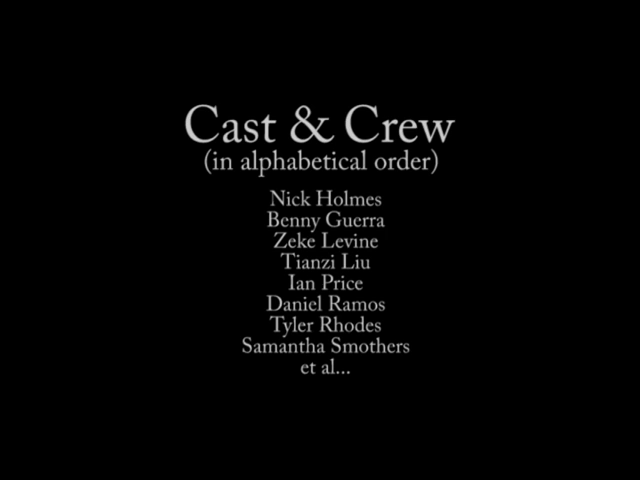 Cast & Crew
(in alphabetical order)
Nick Holmes
Benny Guerra
Zeke Levine
Tianzi Liu
Ian Price
Daniel Ramos
Tyler Rhodes
Samantha Smothers
et al...